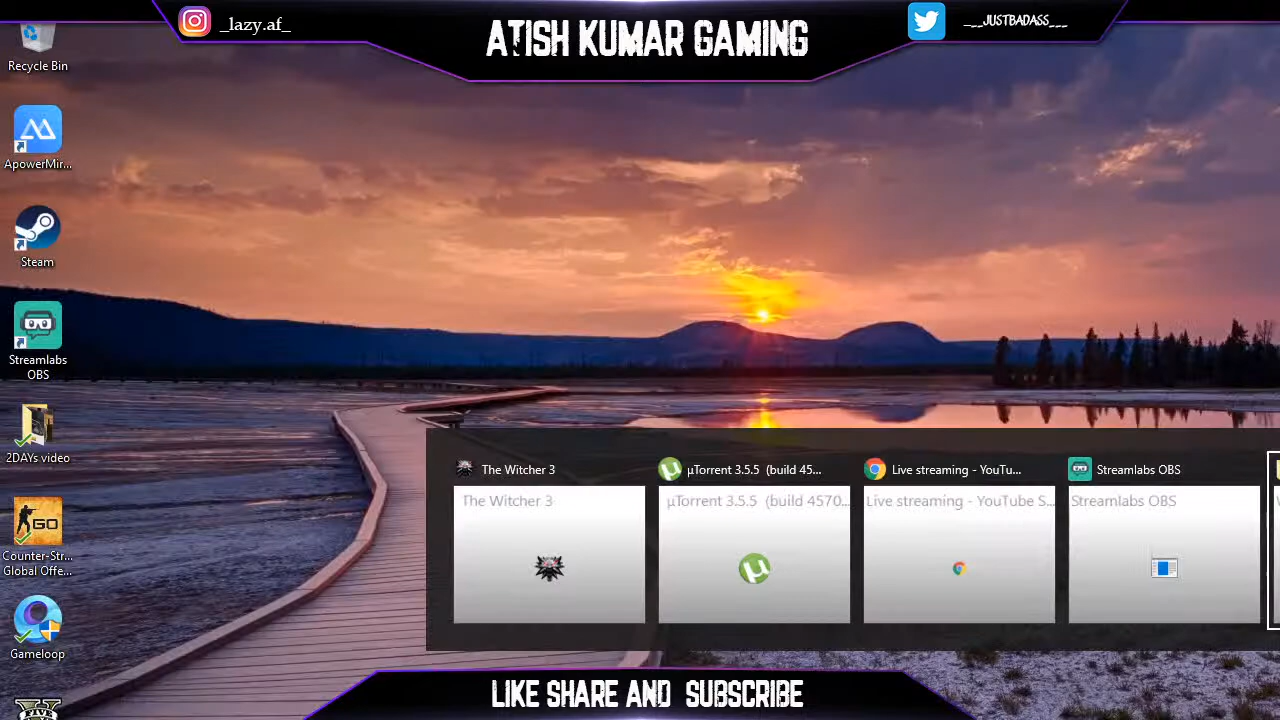 _lazy.af_
ATISH KUMAR GAMING
___JUSTBADASS___
Recycle Bin
ApowerMir...
Steam
Streamlabs
OBS
2DAYs video
GO
Counter-Str...
Global Offe...
Gameloop
V
FIVE
The Witcher 3
µTorrent 3.5.5 (build 45...
Live streaming - YouTu...
Streamlabs OBS
The Witcher 3
µTorrent 3.5.5 (build 4570...
Live streaming - YouTube S...
Streamlabs OBS
LIKE SHARE AND SUBSCRIBE